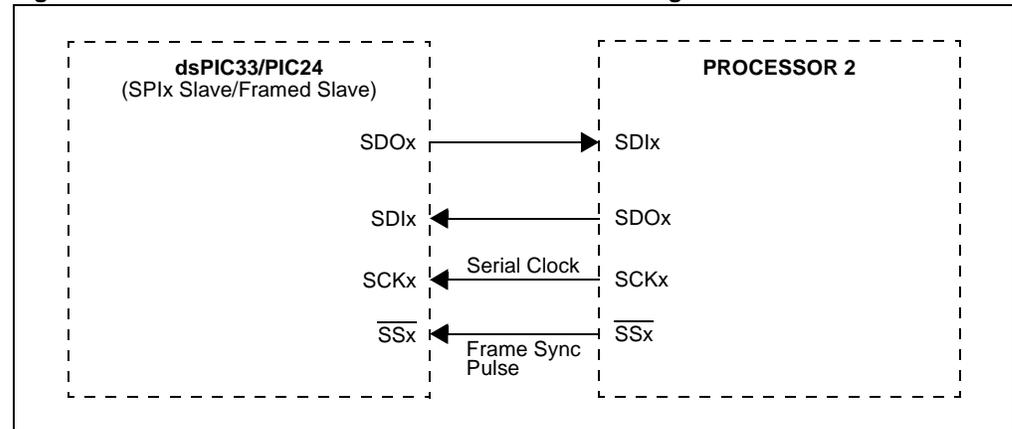 dsPIC33/PIC24
(SPIx Slave/Framed Slave)
PROCESSOR 2
SDOx
SDIx
SDIx
SDOx
SCKx
Serial Clock
SCKx
SSx
Frame Sync
Pulse
SSx